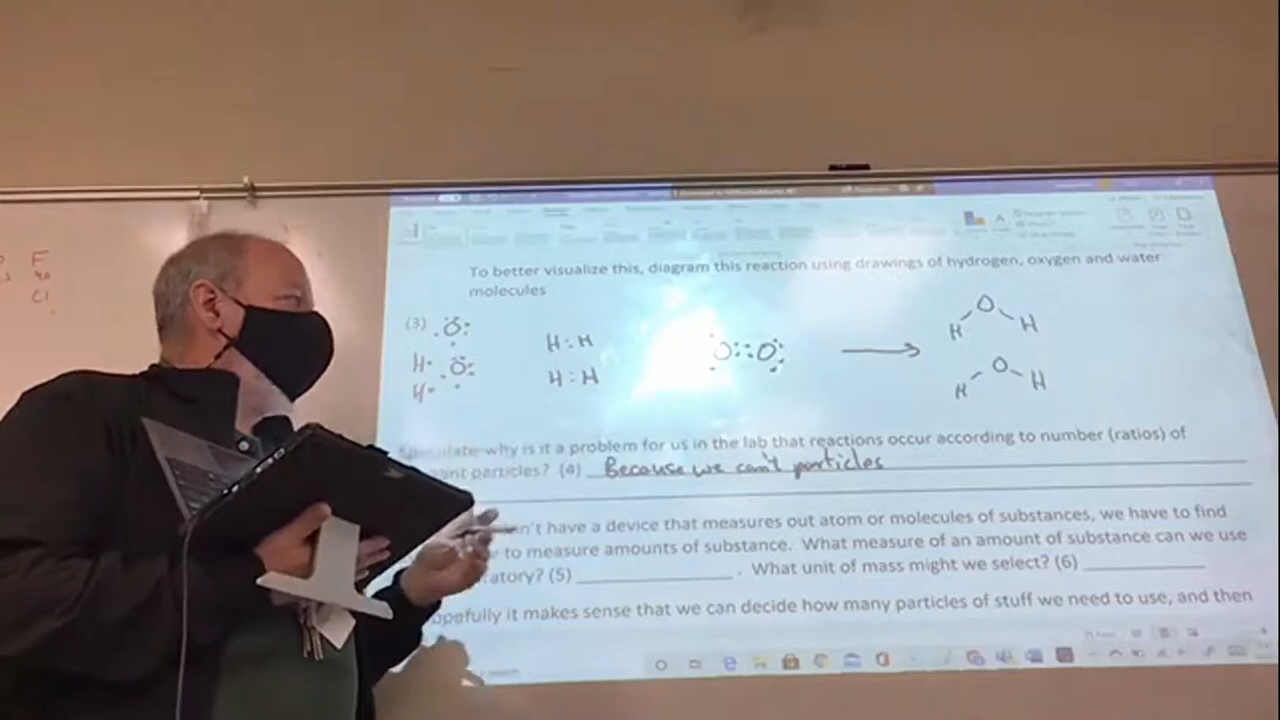 F
Cl
To better visualize this, diagram this reaction using drawings of hydrogen, oxygen and water
molecules
(3) O:
H· O:
H·
H:H
H:H
O::O
O
H H
O
H H
why is it a problem for us in the lab that reactions occur according to number (ratios) of
particles? (4) Because we can't particles
n't have a device that measures out atom or molecules of substances, we have to find
to measure amounts of substance. What measure of an amount of substance can we use
atory? (5) ____________. What unit of mass might we select? (6) ____________
opefully it makes sense that we can decide how many particles of stuff we need to use, and then